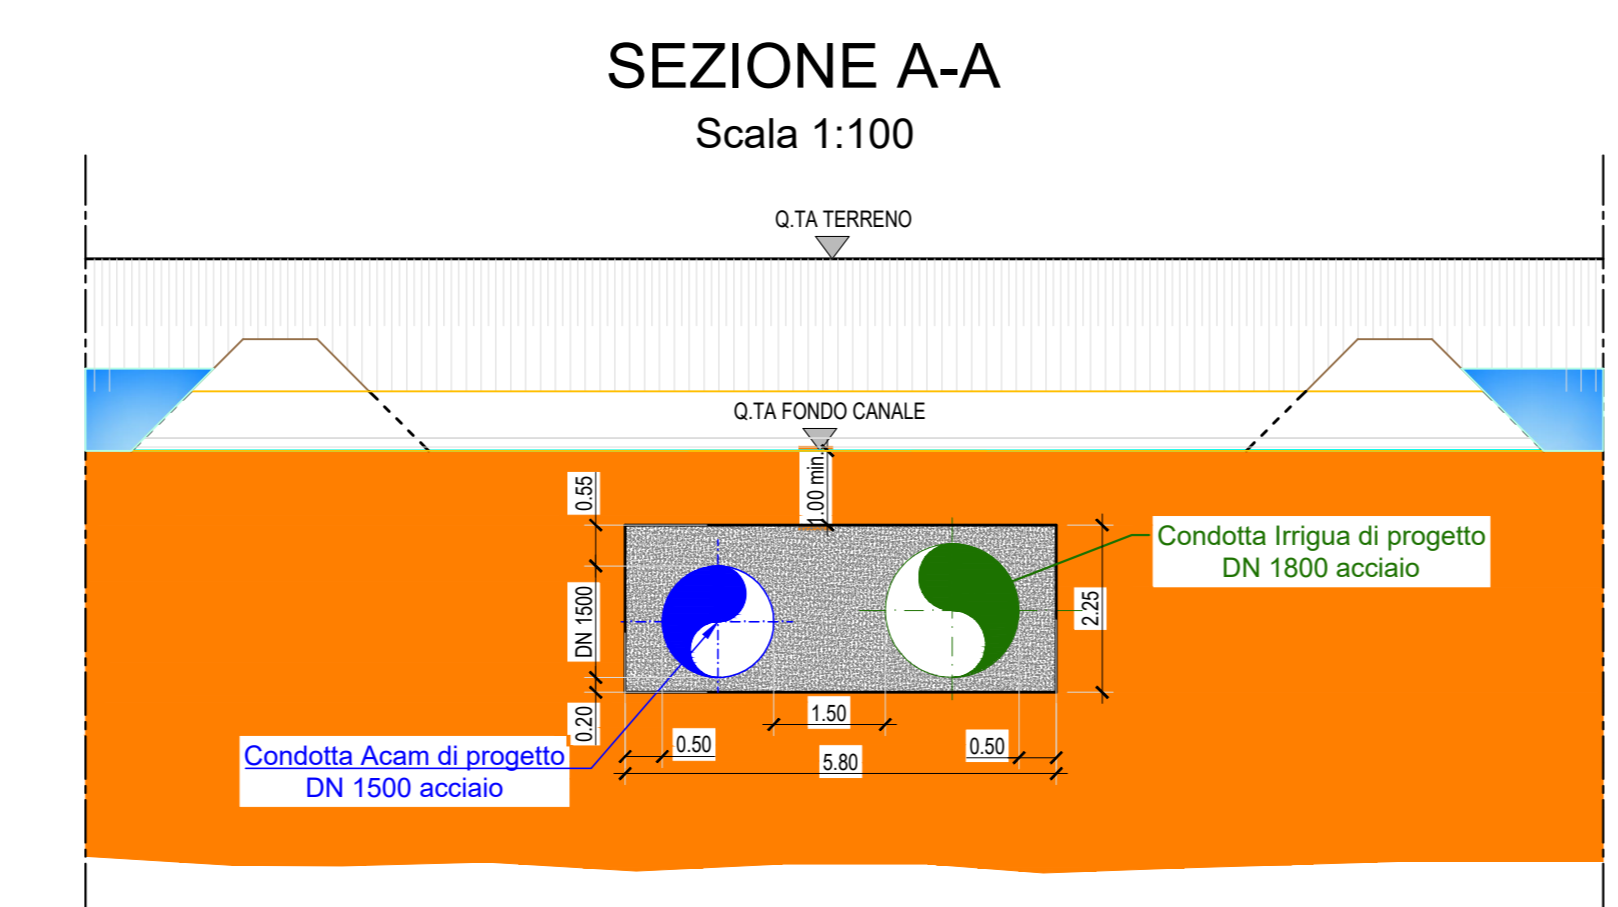 SEZIONE A-A
Scala 1:100
Q.TA TERRENO
Q.TA FONDO CANALE
1.00 min.
0.55
DN 1500
0.20
2.25
Condotta Irrigua di progetto
DN 1800 acciaio
Condotta Acam di progetto
DN 1500 acciaio
1.50
0.50
0.50
5.80